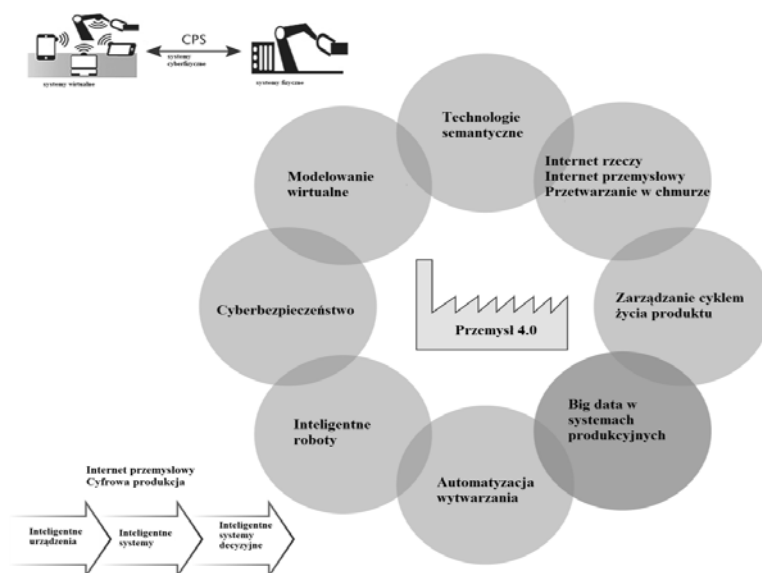 CPS
systemy
cyberfizyczne
systemy wirtualne
systemy fizyczne
Technologie
semantyczne
Modelowanie
wirtualne
Internet rzeczy
Internet przemysłowy
Przetwarzanie w chmurze
Cyberbezpieczeństwo
Zarządzanie cyklem
życia produktu
Przemysł 4.0
Inteligentne
roboty
Big data w
systemach
produkcyjnych
Automatyzacja
wytwarzania
Internet przemysłowy
Cyfrowa produkcja
Inteligentne
urządzenia
Inteligentne
systemy
Inteligentne
systemy
decyzyjne